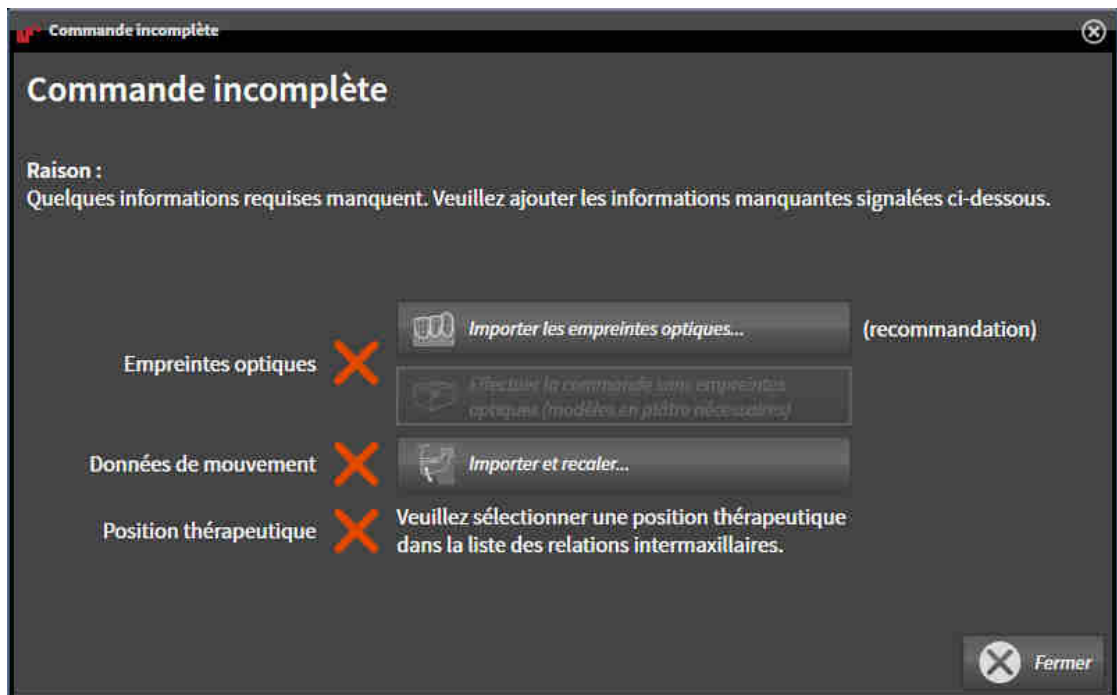 Commande incomplète
Commande incomplète
Raison :
Quelques informations requises manquent. Veuillez ajouter les informations manquantes signalées ci-dessous.
Importer les empreintes optiques...
(recommandation)
Empreintes optiques
Effectuer la commande sans empreintes
optiques (modèles en plâtre nécessaires)
Données de mouvement
Importer et recaler...
Position thérapeutique
Veuillez sélectionner une position thérapeutique
dans la liste des relations intermaxillaires.
Fermer